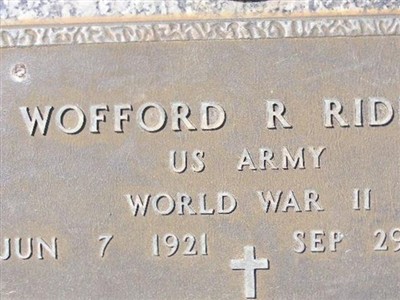 WOFFORD R RID
US ARMY
WORLD WAR II
JUN 7 1921 SEP 29